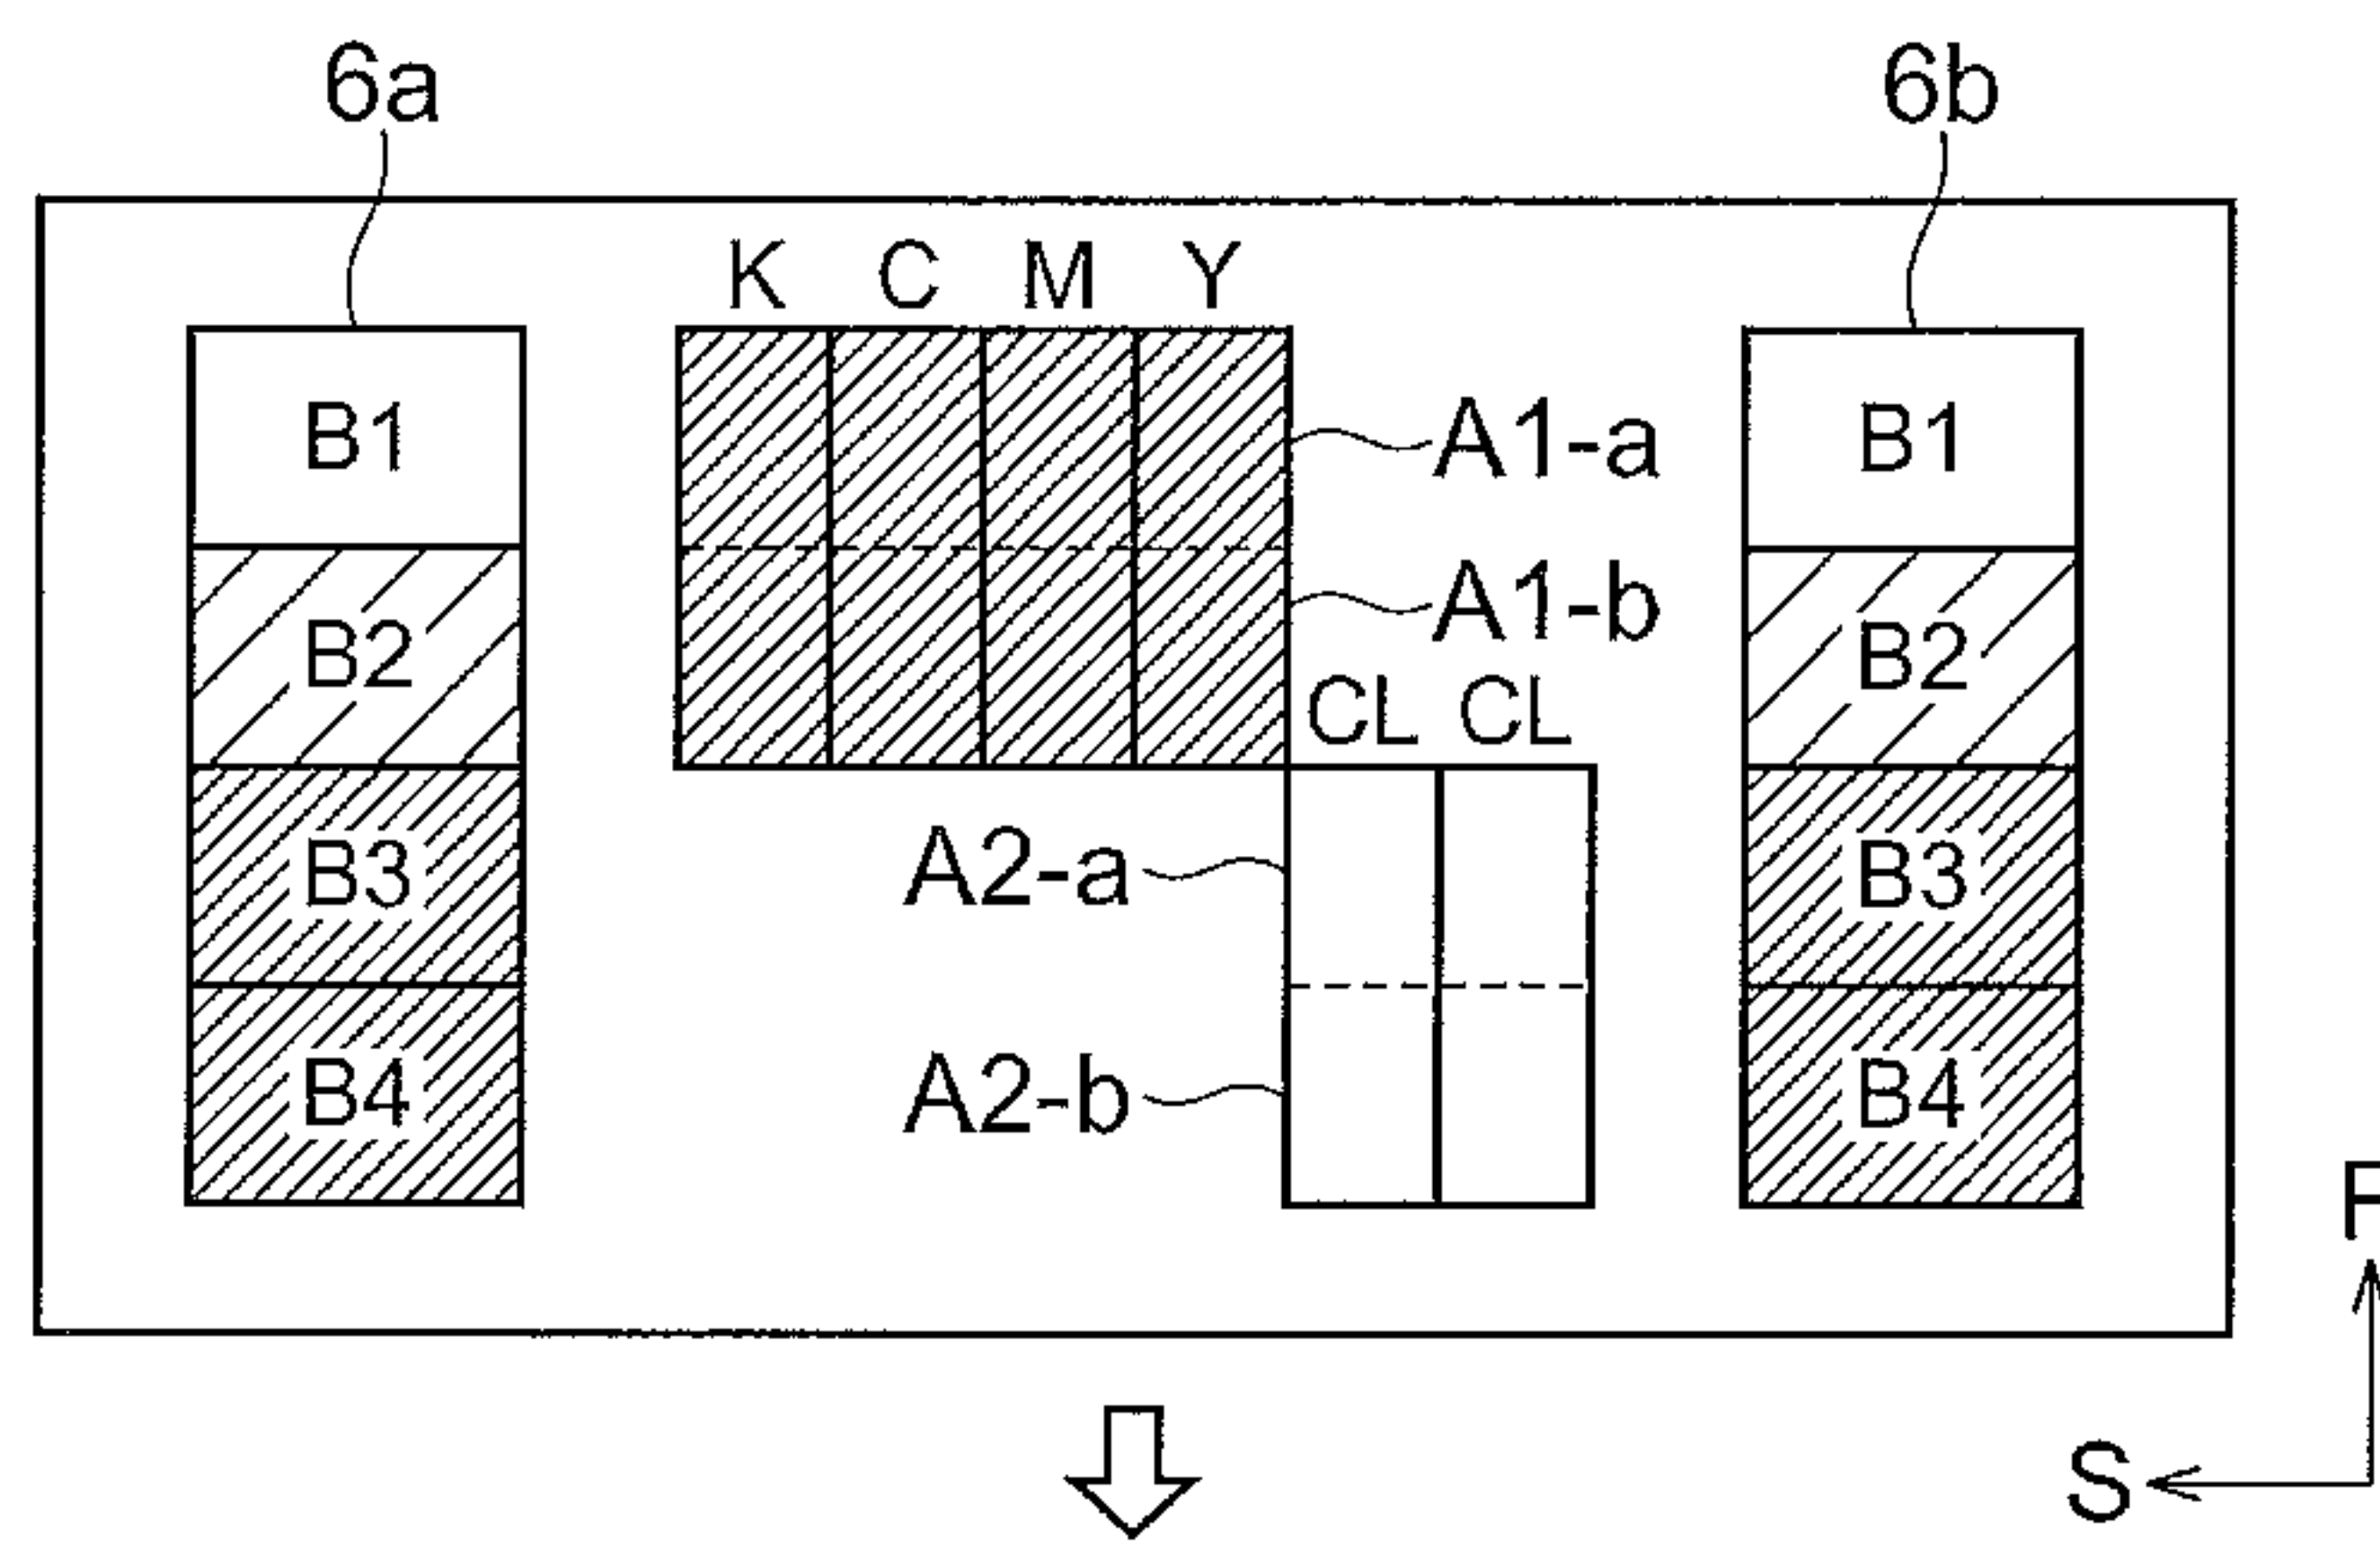 6a 6b
K C M Y
B1 A1-a B1
B2 A1-b B2
CL CL
B3 A2-a B3
B4 A2-b B4
F
S